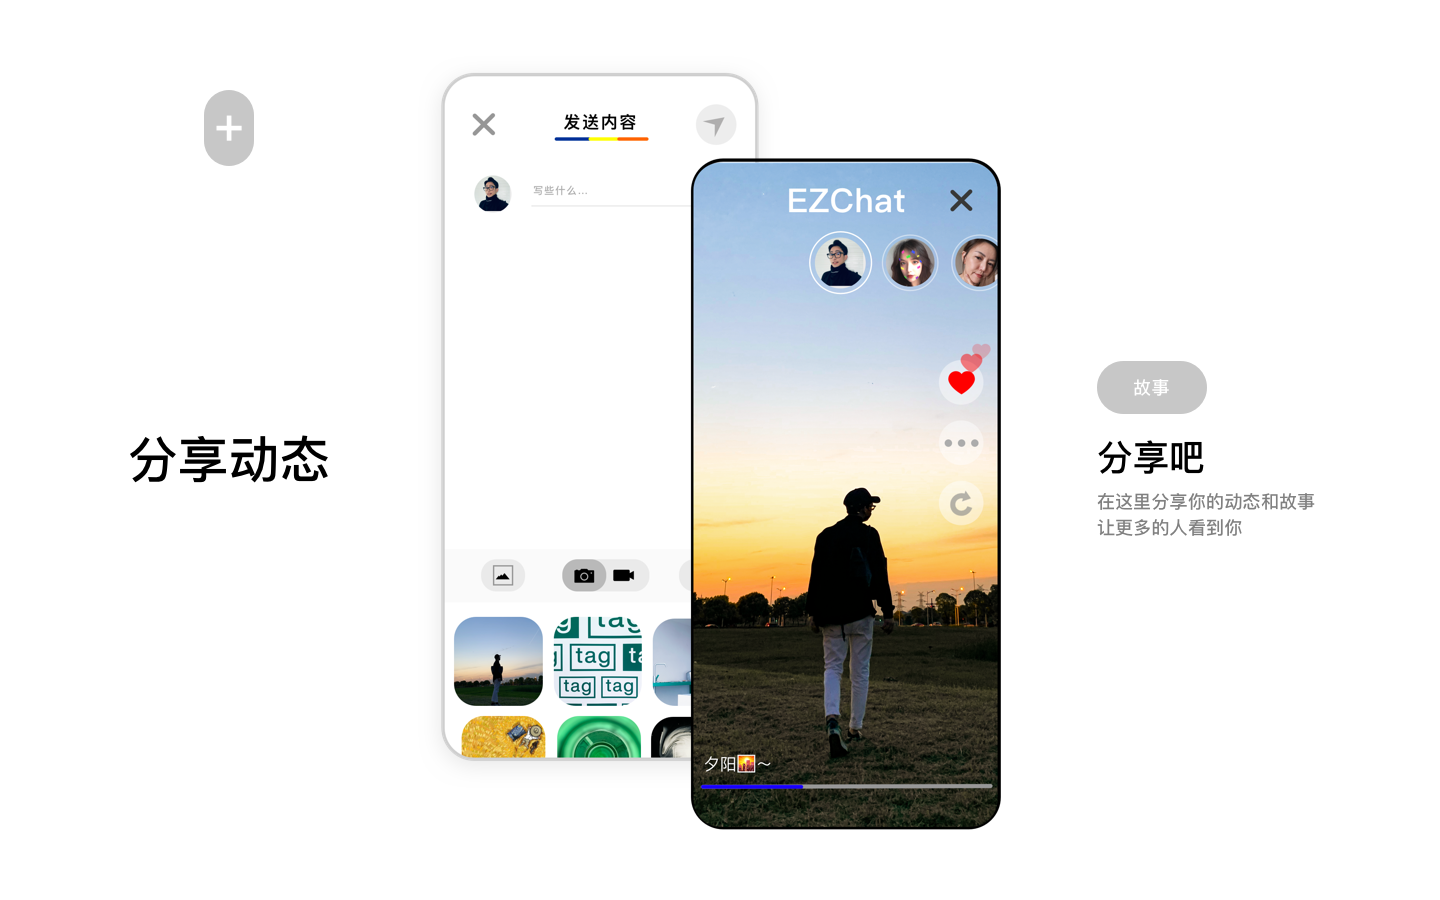 分享动态
发送内容
写些什么...
tag
tag
tag
tag
EZChat
夕阳🌇～
故事
分享吧
在这里分享你的动态和故事
让更多的人看到你